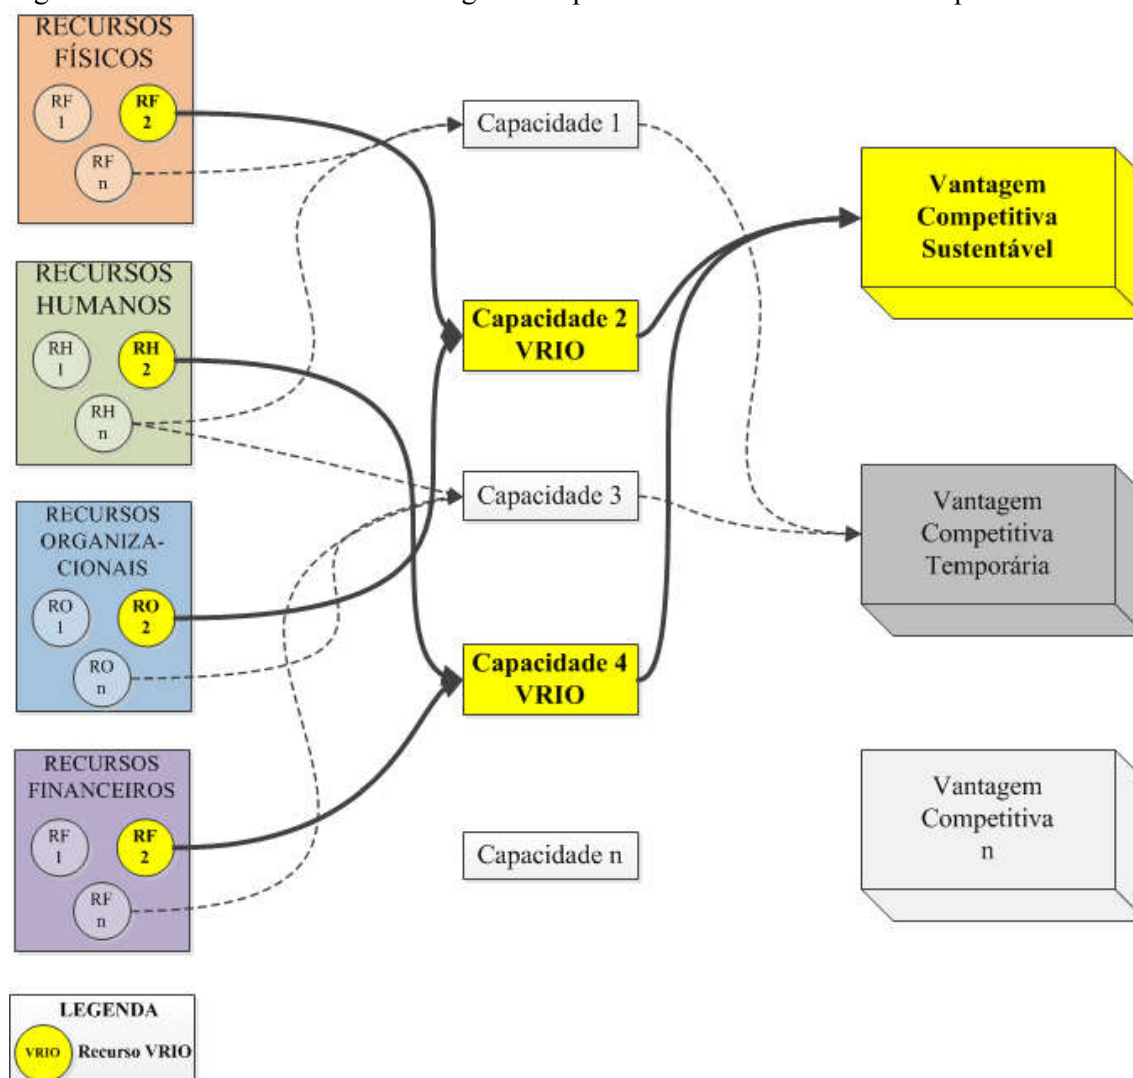 RECURSOS
FÍSICOS
RF
1
RF
2
RF
n
RECURSOS
HUMANOS
RH
1
RH
2
RH
n
RECURSOS
ORGANIZA-
CIONAIS
RO
1
RO
2
RO
n
RECURSOS
FINANCEIROS
RF
1
RF
2
RF
n
Capacidade 1
Capacidade 2
VRIO
Capacidade 3
Capacidade 4
VRIO
Capacidade n
Vantagem
Competitiva
Sustentável
Vantagem
Competitiva
Temporária
Vantagem
Competitiva
n
LEGENDA
VRIO Recurso VRIO